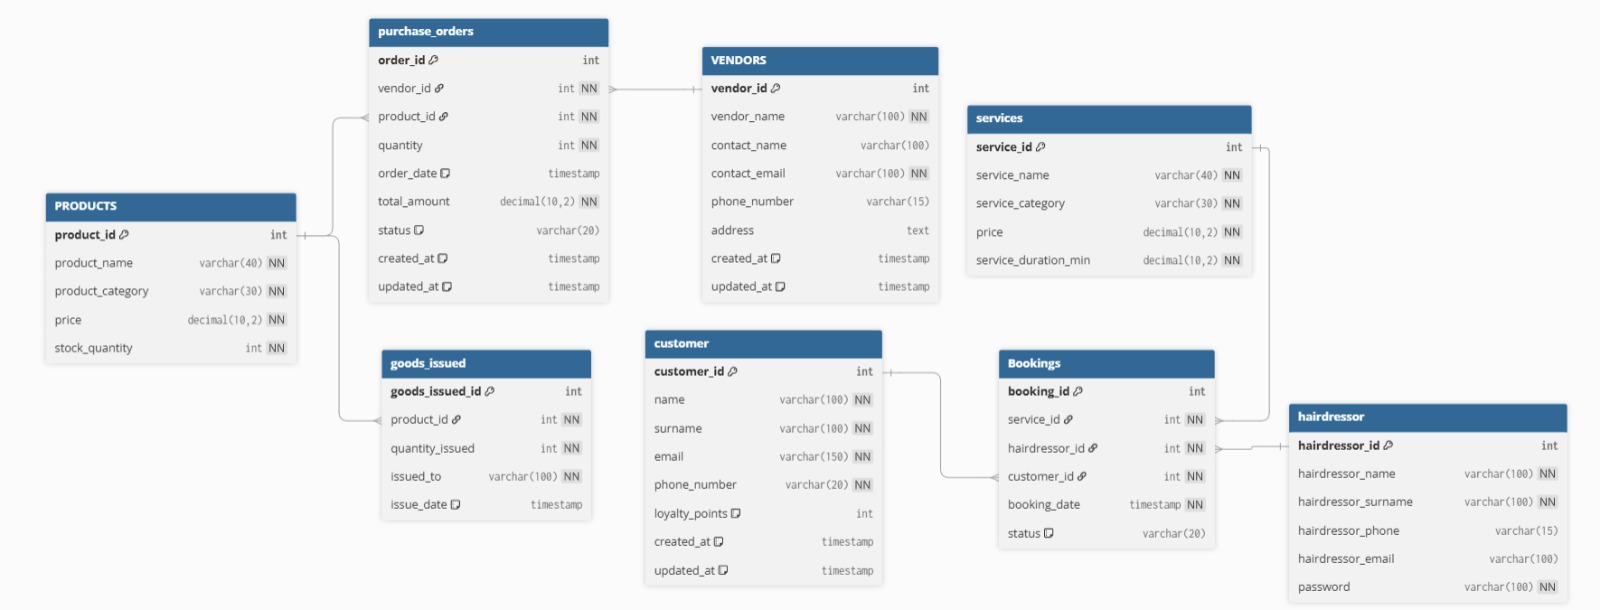 purchase_orders
order_id int
vendor_id int NN
product_id int NN
quantity int NN
order_date timestamp
total_amount decimal(10,2) NN
status varchar(20)
created_at timestamp
updated_at timestamp
VENDORS
vendor_id int
vendor_name varchar(100) NN
contact_name varchar(100)
contact_email varchar(100) NN
phone_number varchar(15)
address text
created_at timestamp
updated_at timestamp
services
service_id int
service_name varchar(40) NN
service_category varchar(30) NN
price decimal(10,2) NN
service_duration_min decimal(10,2) NN
PRODUCTS
product_id int
product_name varchar(40) NN
product_category varchar(30) NN
price decimal(10,2) NN
stock_quantity int NN
goods_issued
goods_issued_id int
product_id int NN
quantity_issued int NN
issued_to varchar(100) NN
issue_date timestamp
customer
customer_id int
name varchar(100) NN
surname varchar(100) NN
email varchar(150) NN
phone_number varchar(20) NN
loyalty_points int
created_at timestamp
updated_at timestamp
Bookings
booking_id int
service_id int NN
hairdressor_id int NN
customer_id int NN
booking_date timestamp NN
status varchar(20)
hairdressor
hairdressor_id int
hairdressor_name varchar(100) NN
hairdressor_surname varchar(100) NN
hairdressor_phone varchar(15)
hairdressor_email varchar(100)
password varchar(100) NN